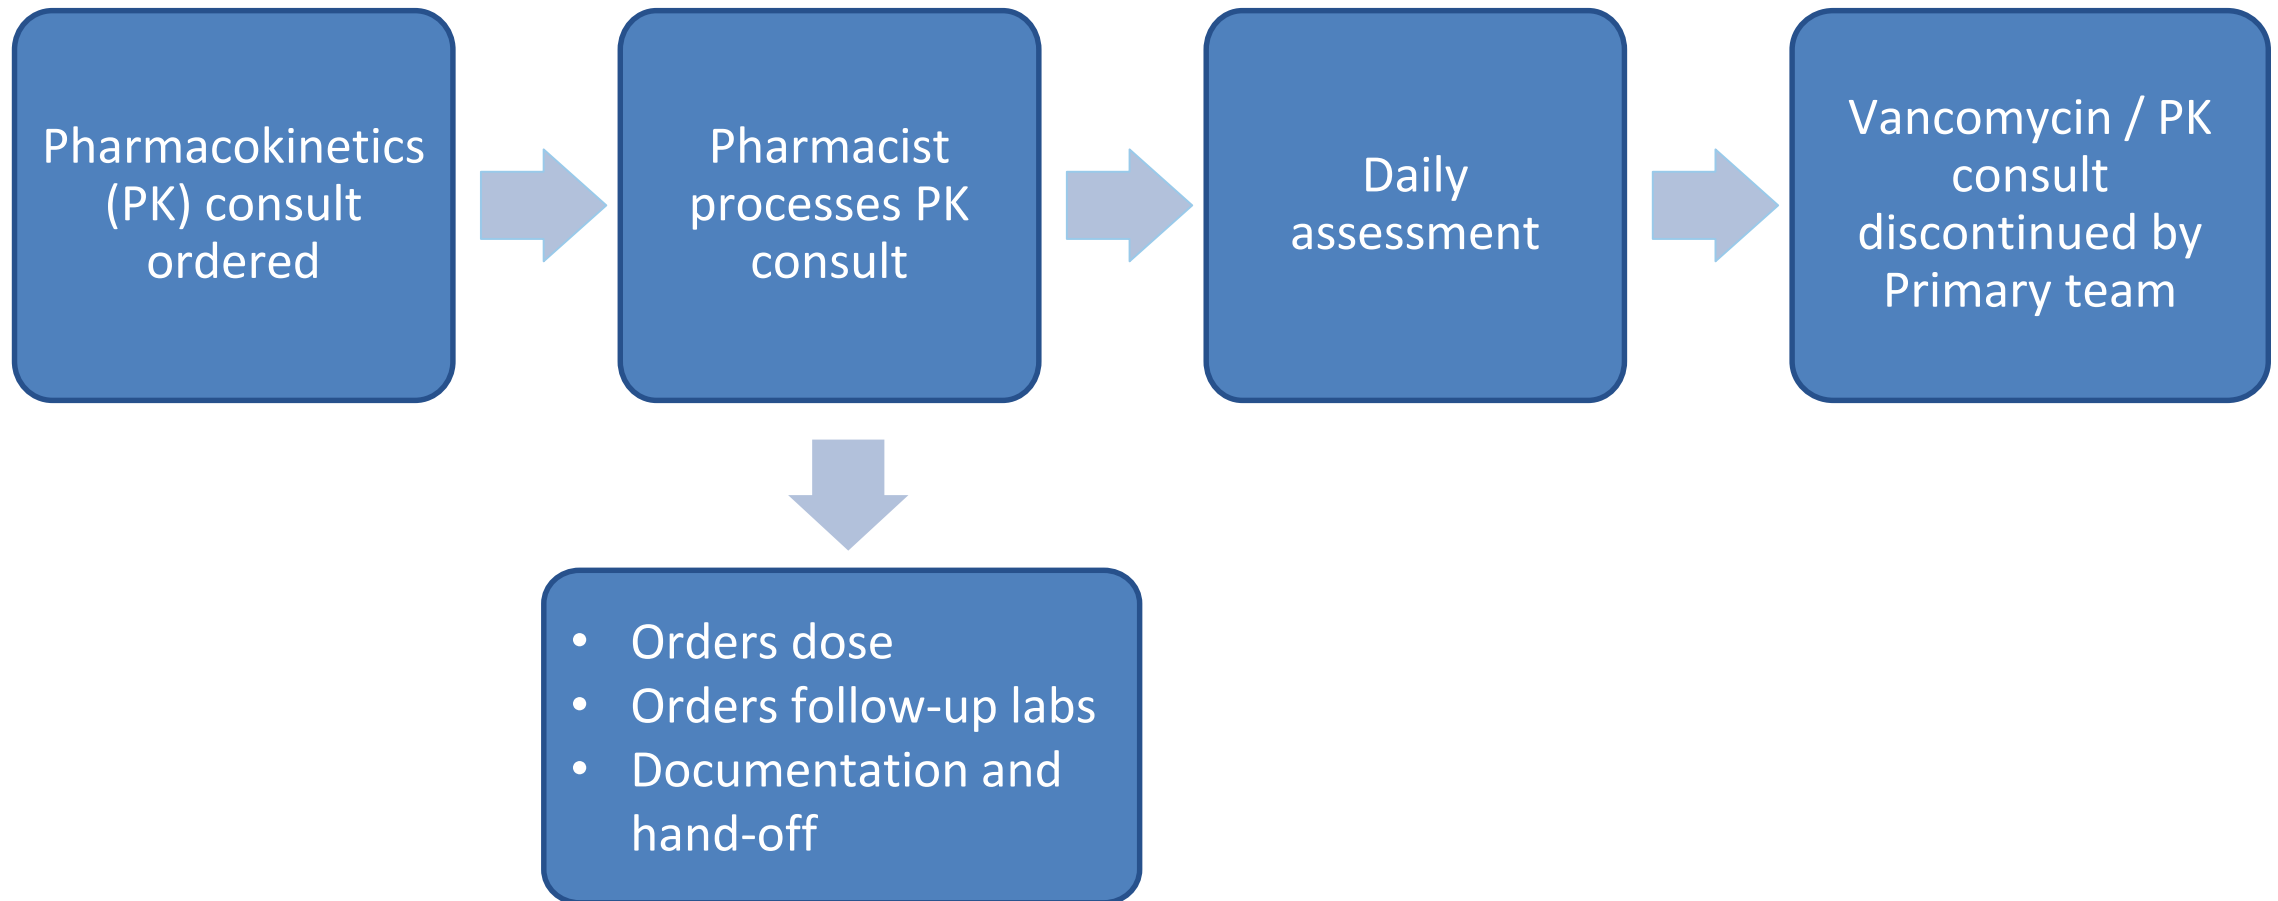 Pharmacokinetics
(PK) consult
ordered
Pharmacist
processes PK
consult
Daily
assessment
Vancomycin / PK
consult
discontinued by
Primary team
• Orders dose
• Orders follow-up labs
• Documentation and
hand-off